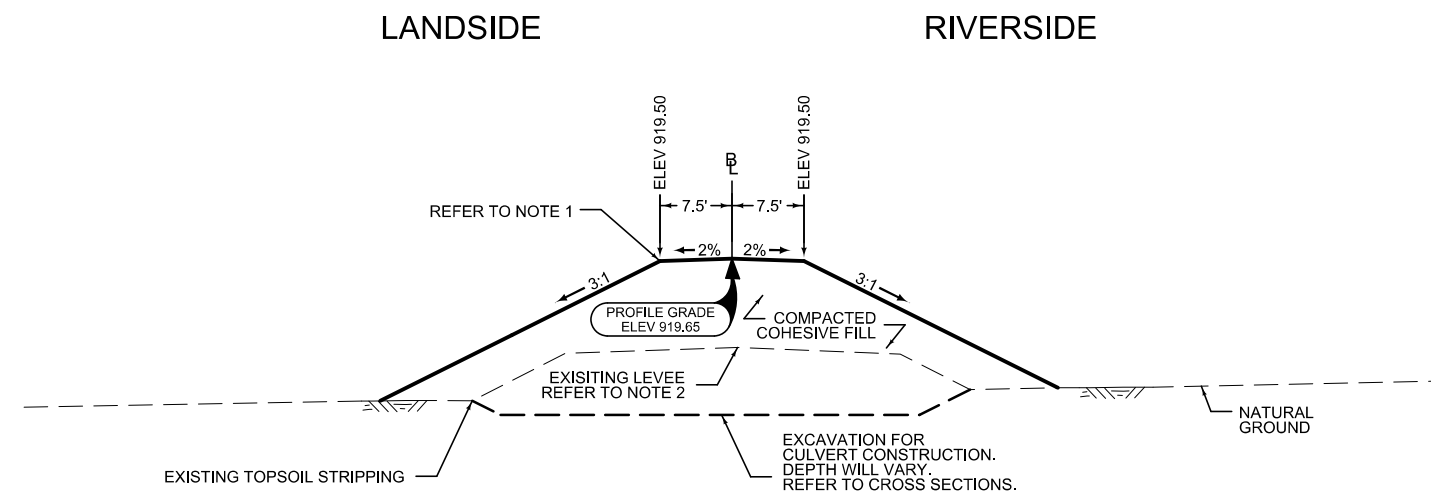 LANDSIDE
RIVERSIDE
ELEV 919.50
ELEV 919.50
BL
7.5'
7.5'
REFER TO NOTE 1
2%
2%
3:1
3:1
PROFILE GRADE
ELEV 919.65
COMPACTED
COHESIVE FILL
EXISITING LEVEE
REFER TO NOTE 2
NATURAL
GROUND
EXCAVATION FOR
CULVERT CONSTRUCTION.
DEPTH WILL VARY.
REFER TO CROSS SECTIONS.
EXISTING TOPSOIL STRIPPING